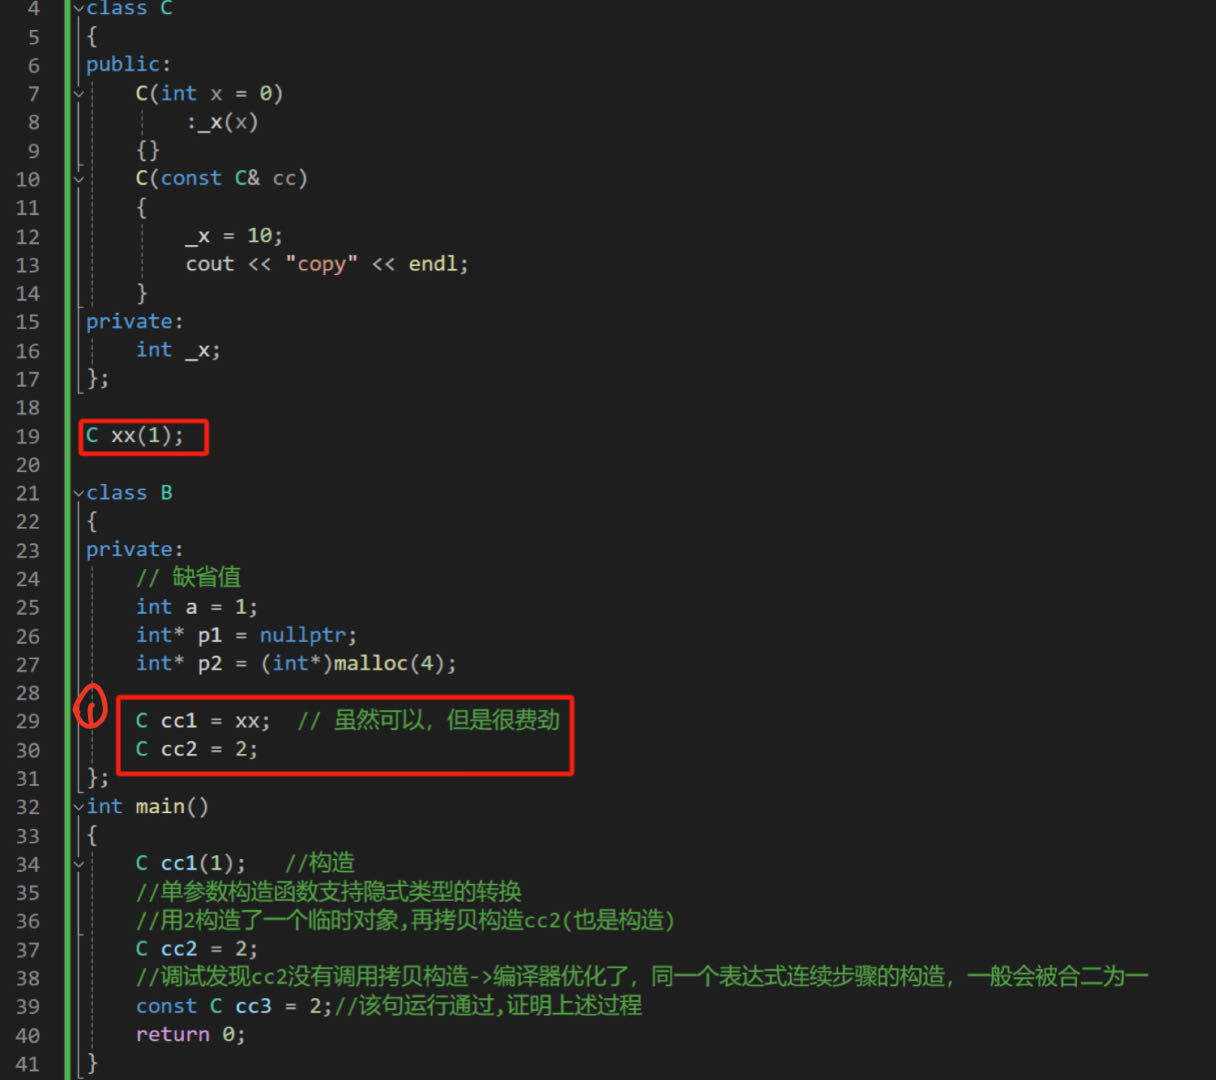 4 class C
5 {
6 public:
7 C(int x = 0)
8 :_x(x)
9 {}
10 C(const C& cc)
11 {
12 _x = 10;
13 cout << "copy" << endl;
14 }
15 private:
16 int _x;
17 };
18
19 C xx(1);
20
21 class B
22 {
23 private:
24 // 缺省值
25 int a = 1;
26 int* p1 = nullptr;
27 int* p2 = (int*)malloc(4);
28
29 C cc1 = xx; // 虽然可以，但是很费劲
30 C cc2 = 2;
31 };
32 int main()
33 {
34 C cc1(1); //构造
35 //单参数构造函数支持隐式类型的转换
36 //用2构造了一个临时对象,再拷贝构造cc2(也是构造)
37 C cc2 = 2;
38 //调试发现cc2没有调用拷贝构造->编译器优化了，同一个表达式连续步骤的构造，一般会被合二为一
39 const C cc3 = 2;//该句运行通过,证明上述过程
40 return 0;
41 }